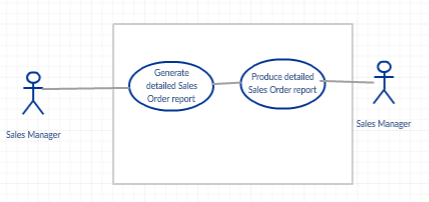 Generate
detailed Sales
Order report
Produce detailed
Sales Order report
Sales Manager
Sales Manager